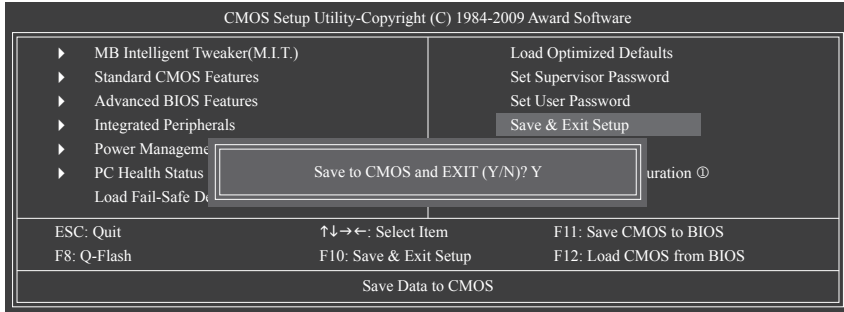 CMOS Setup Utility-Copyright (C) 1984-2009 Award Software
MB Intelligent Tweaker(M.I.T.)
Standard CMOS Features
Advanced BIOS Features
Integrated Peripherals
Power Manageme
PC Health Status
Load Fail-Safe De
Load Optimized Defaults
Set Supervisor Password
Set User Password
Save & Exit Setup
uration ①
Save to CMOS and EXIT (Y/N)? Y
ESC: Quit ↑↓→←: Select Item F11: Save CMOS to BIOS
F8: Q-Flash F10: Save & Exit Setup F12: Load CMOS from BIOS
Save Data to CMOS